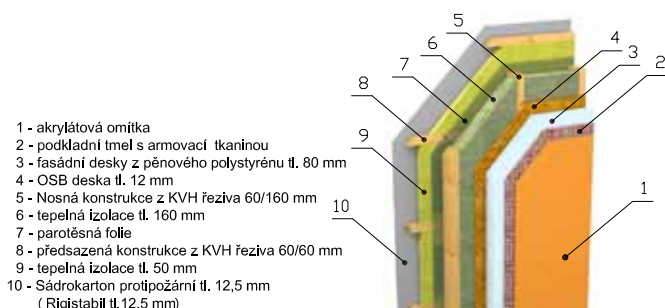 5
6
7
8
9
10
4
3
2
1
1 - akrylátová omítka
2 - podkladní tmel s armovací tkaninou
3 - fasádní desky z pěnového polystyrénu tl. 80 mm
4 - OSB deska tl. 12 mm
5 - Nosná konstrukce z KVH řeziva 60/160 mm
6 - tepelná izolace tl. 160 mm
7 - parotěsná folie
8 - předsazená konstrukce z KVH řeziva 60/60 mm
9 - tepelná izolace tl. 50 mm
10 - Sádrokarton protipožární tl. 12,5 mm
( Rigistabil tl.12,5 mm)